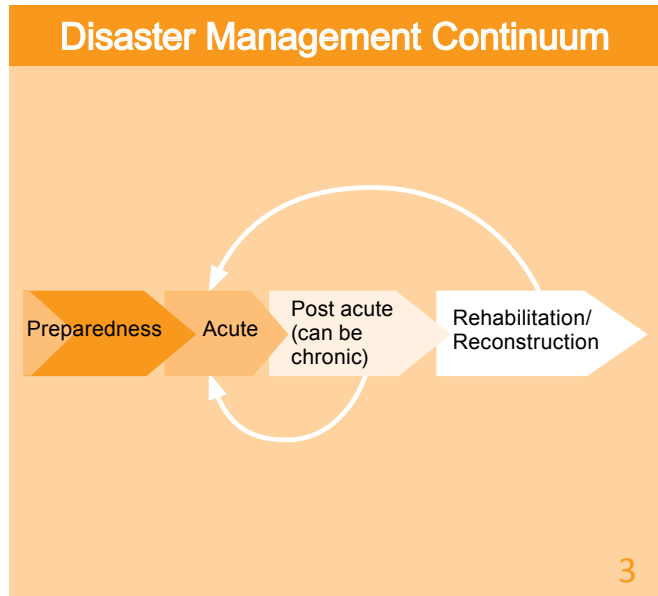 Disaster Management Continuum
Preparedness
Acute
Post acute
(can be
chronic)
Rehabilitation/
Reconstruction
3